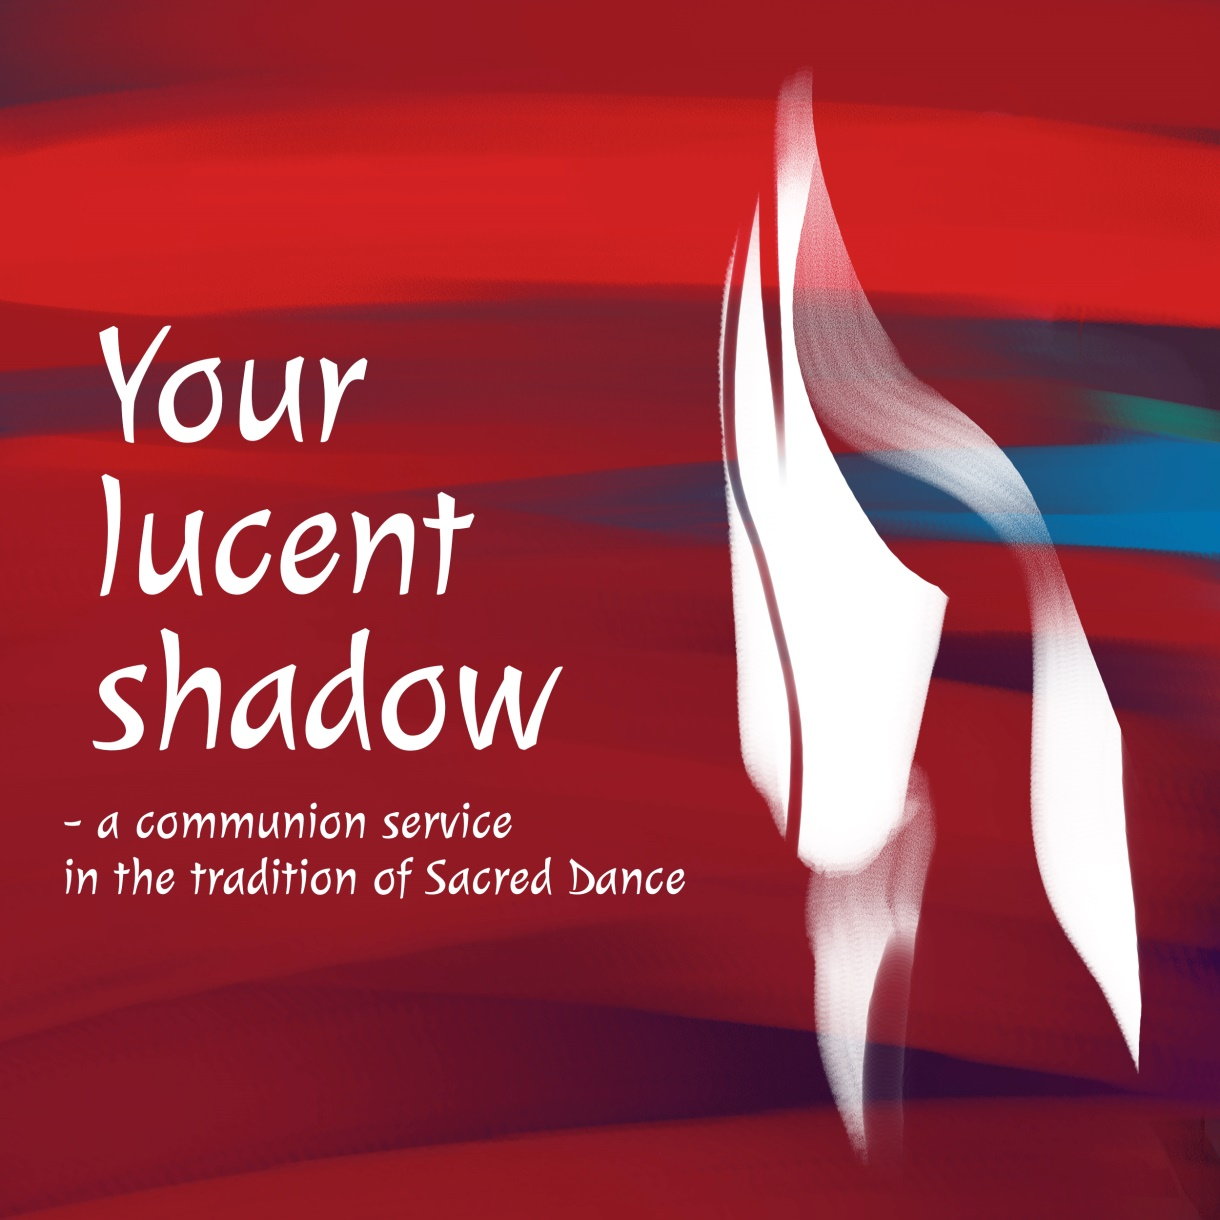 Your
lucent
shadow
- a communion service
in the tradition of Sacred Dance